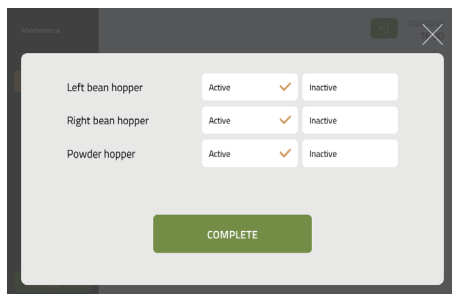 Maintenance
Left bean hopper Active Inactive
Right bean hopper Active Inactive
Powder hopper Active Inactive
COMPLETE